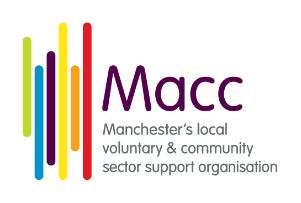 Macc
Manchester's local
voluntary & community
sector support organisation